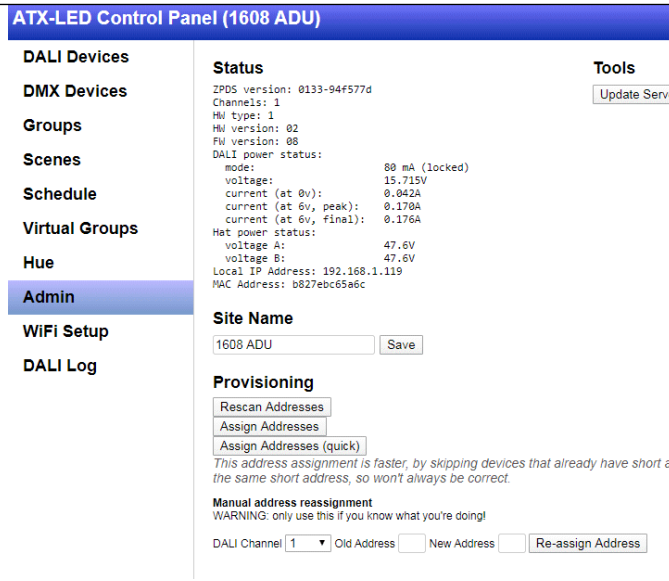 ATX-LED Control Panel (1608 ADU)
DALI Devices
DMX Devices
Groups
Scenes
Schedule
Virtual Groups
Hue
Admin
WiFi Setup
DALI Log
Status
ZPDS version: 0133-94f577d
Channels: 1
HW type: 1
HW version: 02
FW version: 08
DALI power status:
mode: 80 mA (locked)
voltage: 15.715V
current (at 0v): 0.042A
current (at 6v, peak): 0.170A
current (at 6v, final): 0.176A
Hat power status:
voltage A: 47.6V
voltage B: 47.6V
Local IP Address: 192.168.1.119
MAC Address: b827ebc65a6c
Tools
Update Serv
Site Name
1608 ADU Save
Provisioning
Rescan Addresses
Assign Addresses
Assign Addresses (quick)
This address assignment is faster, by skipping devices that already have short a
the same short address, so won't always be correct.
Manual address reassignment
WARNING: only use this if you know what you're doing!
DALI Channel 1 Old Address New Address Re-assign Address